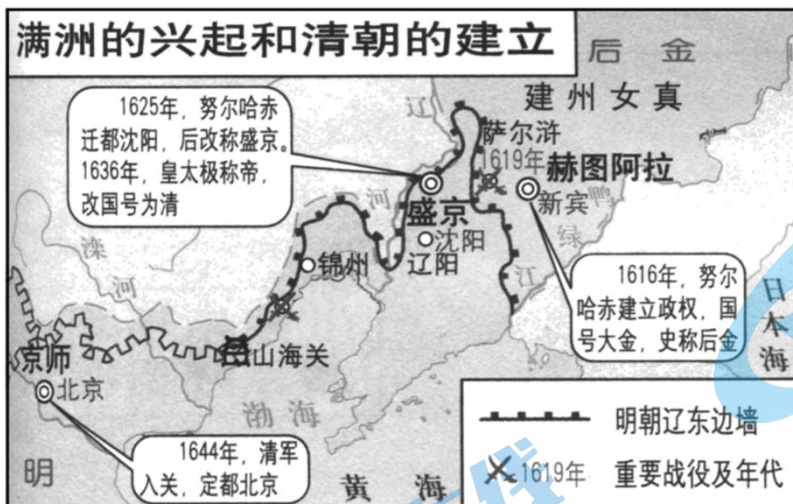 满洲的兴起和清朝的建立
后金
建州女真
1625年，努尔哈赤
迁都沈阳，后改称盛京。
1636年，皇太极称帝，
改国号为清
辽
河
萨尔浒
1619年
赫图阿拉
新宾
鸭
绿
江
盛京
沈阳
辽阳
锦州
滦
河
山海关
1616年，努尔
哈赤建立政权，国
号大金，史称后金
日
本
海
京师
北京
渤海
1644年，清军
入关，定都北京
明
黄海
明朝辽东边墙
1619年 重要战役及年代